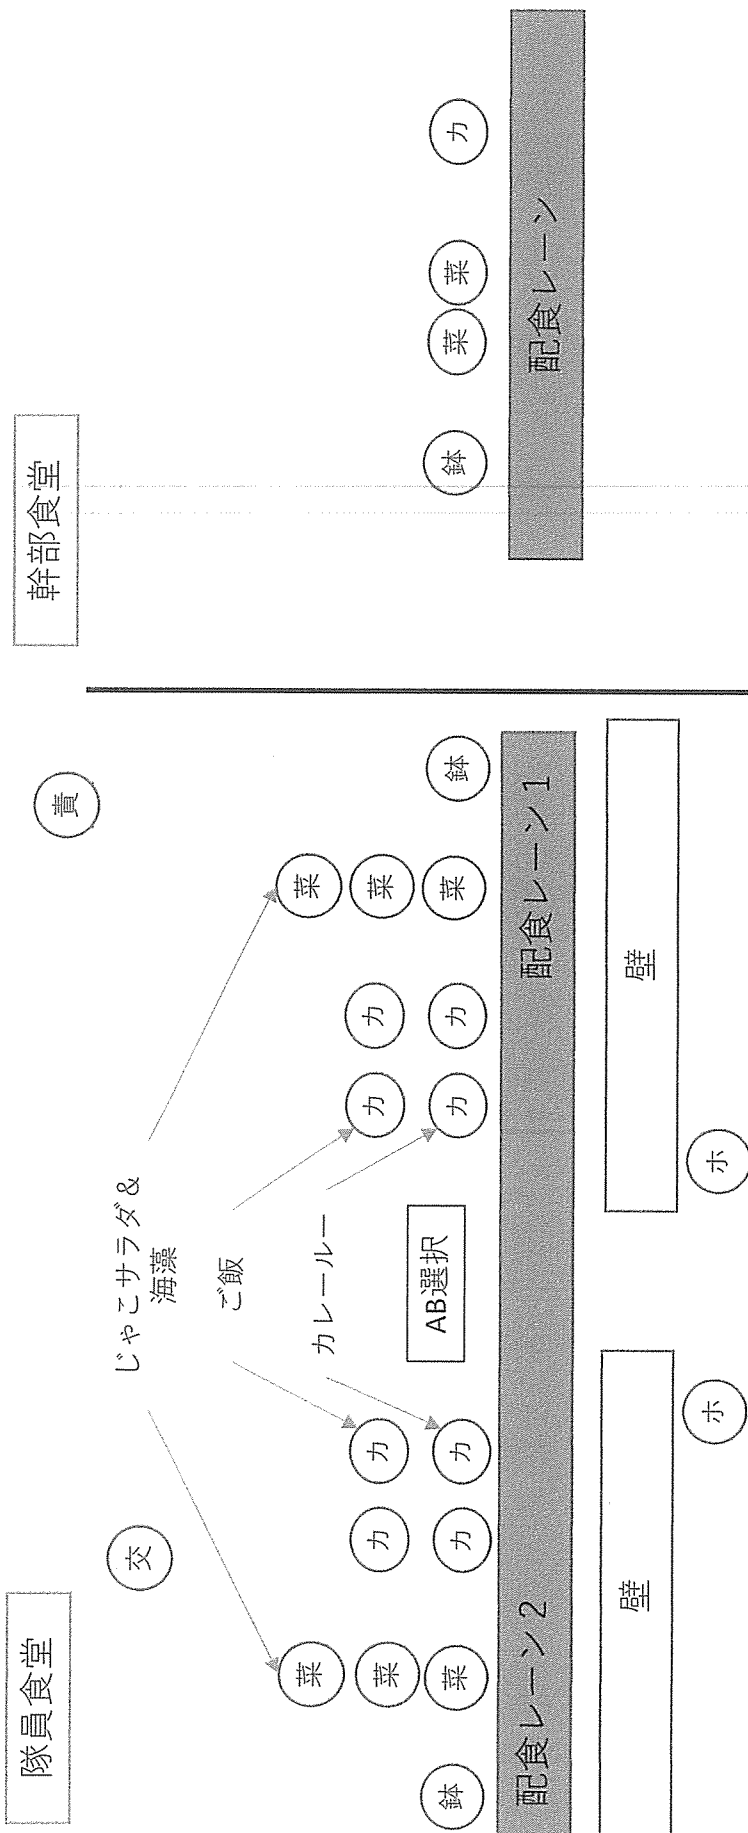 隊員食堂
幹部食堂
交
責
じゃこサラダ＆
海藻
ご飯
カレールー
AB選択
菜
菜
カ
カ
カ
カ
菜
菜
鉢
菜
カ
カ
カ
カ
菜
鉢
鉢
菜
菜
カ
配食レーン2
配食レーン1
配食レーン
壁
壁
ホ
ホ